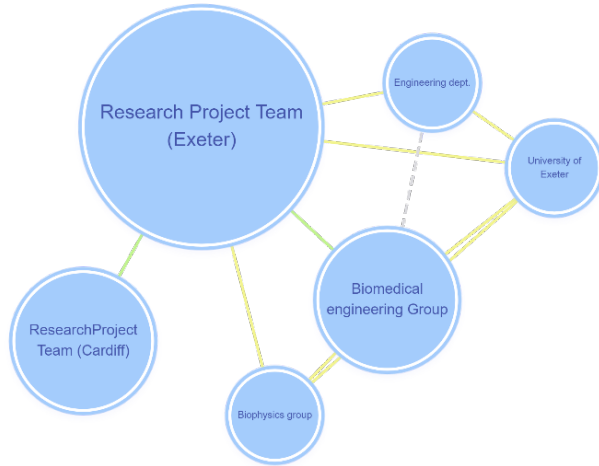 Research Project Team
(Exeter)
Engineering dept.
University of
Exeter
Biomedical
engineering Group
ResearchProject
Team (Cardiff)
Biophysics group